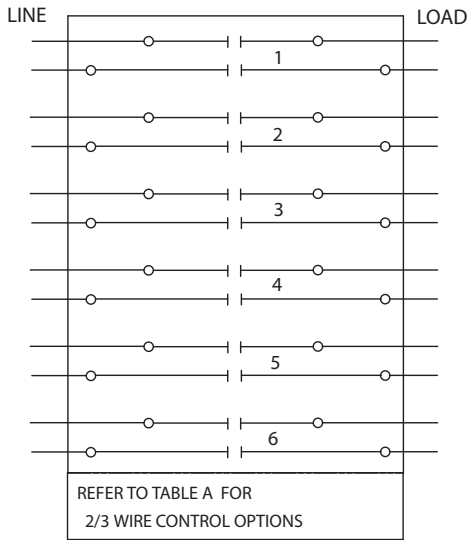 LINE
LOAD
1
2
3
4
5
6
REFER TO TABLE A FOR
2/3 WIRE CONTROL OPTIONS